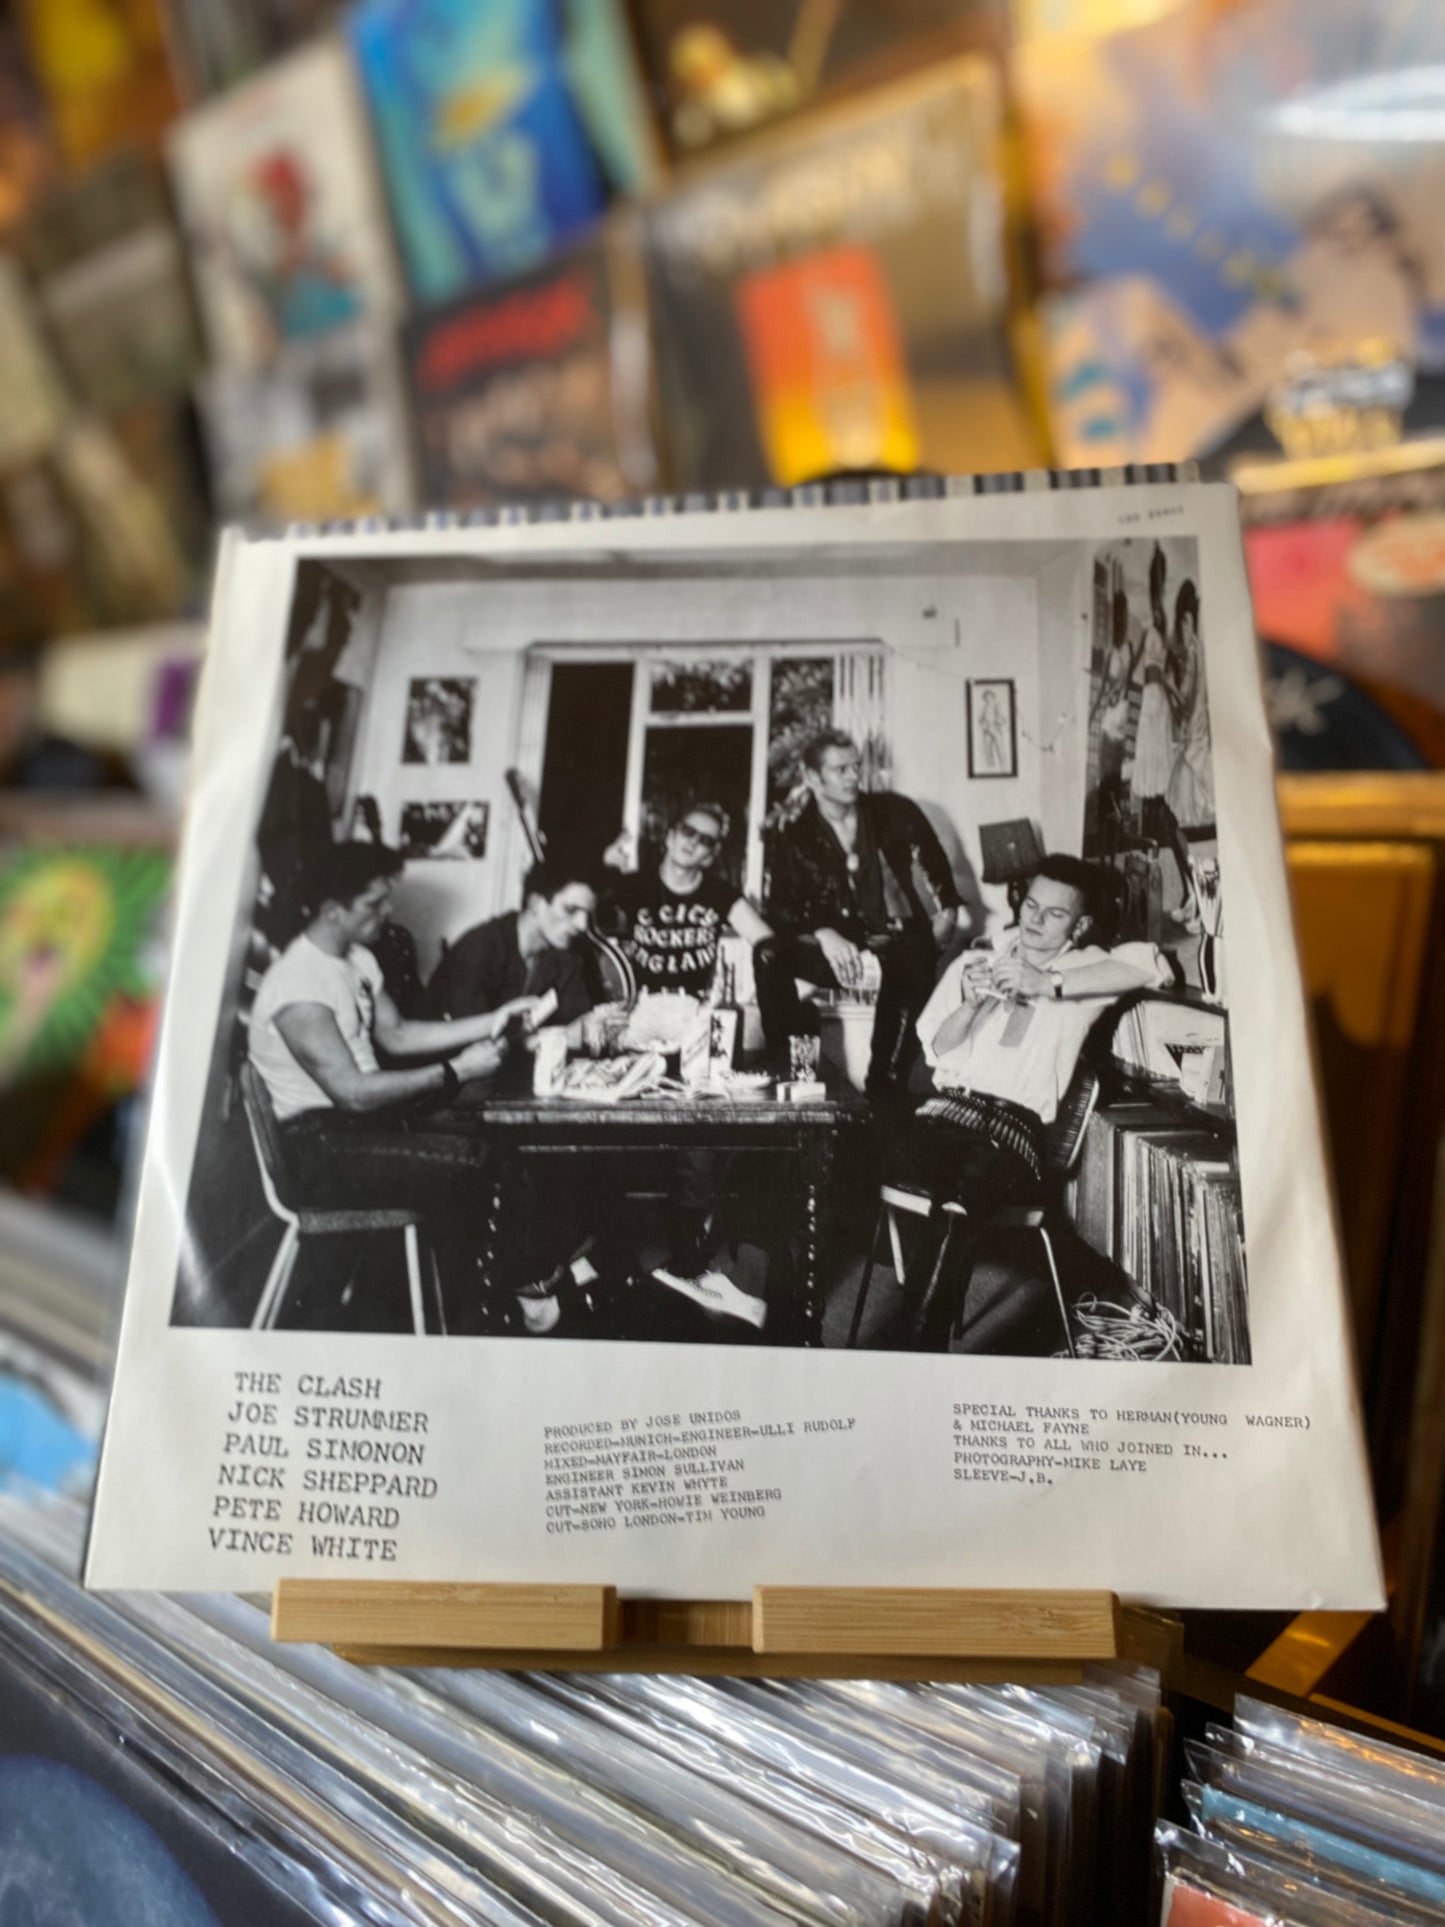 C CITY
ROCKERS
ENGLAND
THE CLASH
JOE STRUMMER
PAUL SIMONON
NICK SHEPPARD
PETE HOWARD
VINCE WHITE
PRODUCED BY JOSE UNIDOS
RECORDED-MUNICH-ENGINEER-ULLI RUDOLF
MIXED-MAYFAIR-LONDON
ENGINEER SIMON SULLIVAN
ASSISTANT KEVIN WHYTE
CUT-NEW YORK-HOWIE WEINBERG
CUT-SOHO LONDON-TIM YOUNG
SPECIAL THANKS TO HERMAN(YOUNG WAGNER)
& MICHAEL FAYNE
THANKS TO ALL WHO JOINED IN...
PHOTOGRAPHY-MIKE LAYE
SLEEVE-J.B.